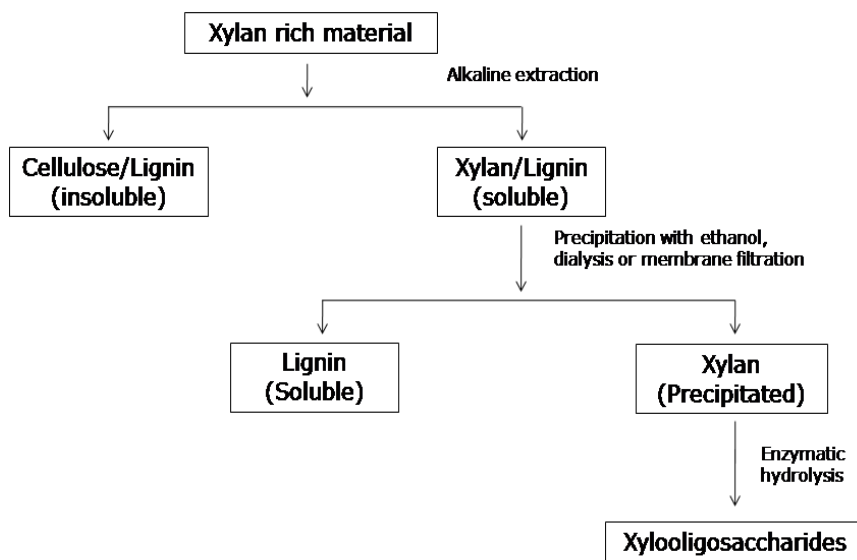 Xylan rich material
Alkaline extraction
Cellulose/Lignin
(insoluble)
Xylan/Lignin
(soluble)
Precipitation with ethanol,
dialysis or membrane filtration
Lignin
(Soluble)
Xylan
(Precipitated)
Enzymatic
hydrolysis
Xylooligosaccharides